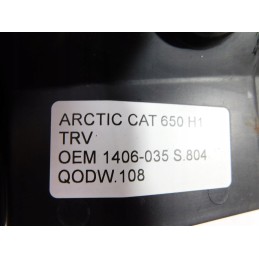 ARCTIC CAT 650 H1
TRV
OEM 1406-035 S.804
QODW.108